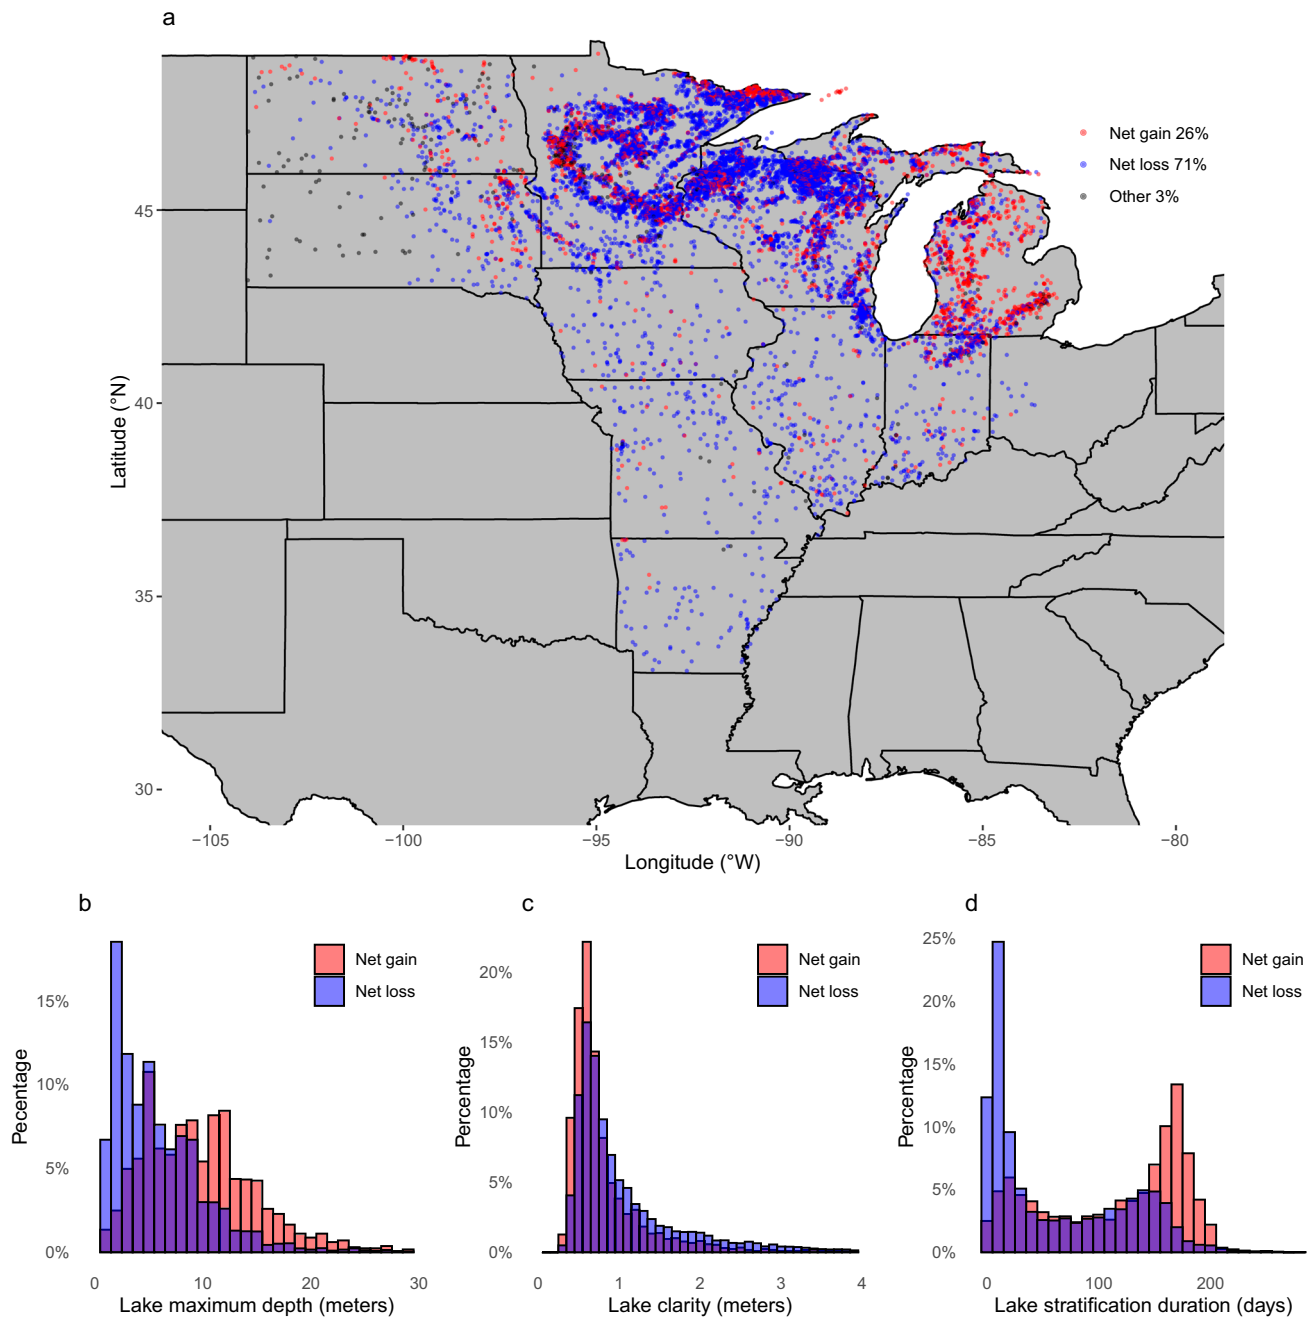 a
Net gain 26%
Net loss 71%
Other 3%
45
40
35
30
Latitude (°N)
−105
−100
−95
−90
−85
−80
Longitude (°W)
b
Net gain
Net loss
15%
10%
5%
0%
Pecentage
0
10
20
30
Lake maximum depth (meters)
c
Net gain
Net loss
20%
15%
10%
5%
0%
Percentage
0
1
2
3
4
Lake clarity (meters)
d
Net gain
Net loss
25%
20%
15%
10%
5%
0%
Percentage
0
100
200
Lake stratification duration (days)